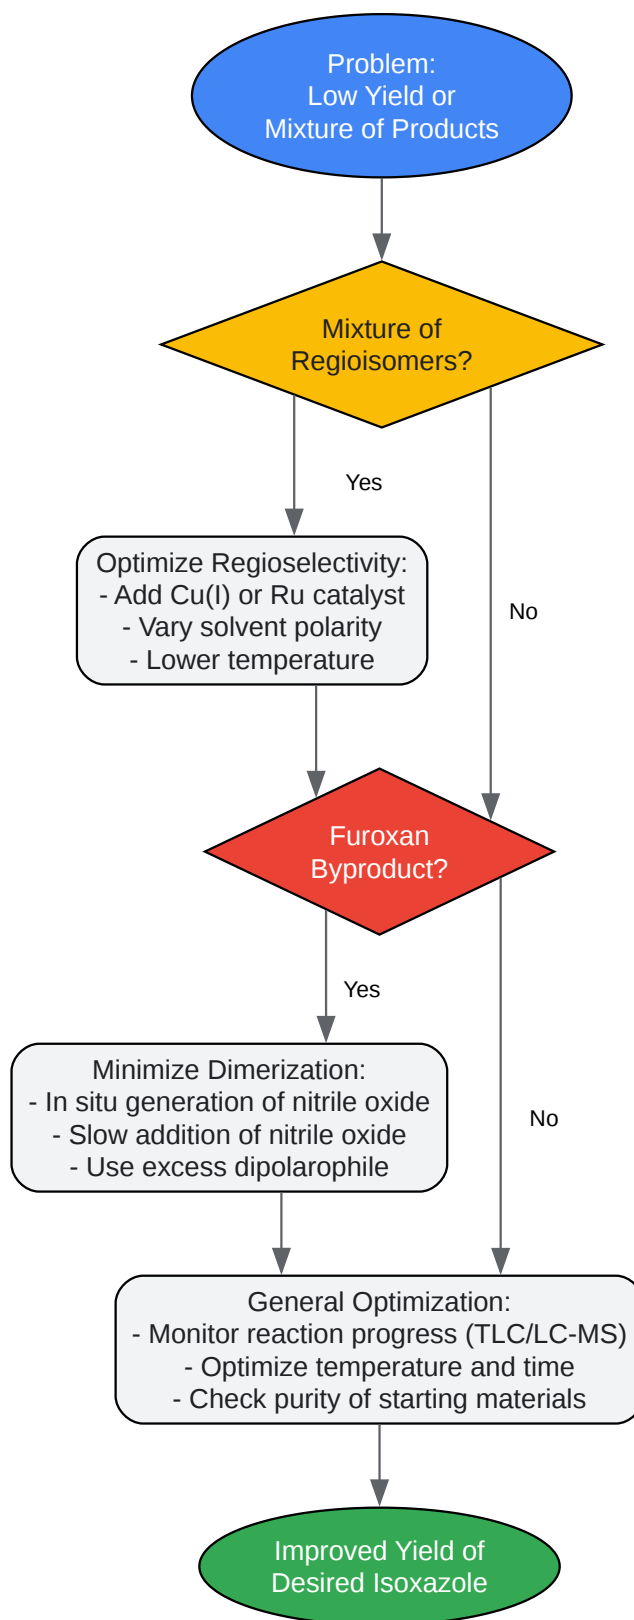 Problem:
Low Yield or
Mixture of Products
Mixture of
Regioisomers?
Yes
Optimize Regioselectivity:
- Add Cu(I) or Ru catalyst
- Vary solvent polarity
- Lower temperature
No
Furoxan
Byproduct?
Yes
Minimize Dimerization:
- In situ generation of nitrile oxide
- Slow addition of nitrile oxide
- Use excess dipolarophile
No
General Optimization:
- Monitor reaction progress (TLC/LC-MS)
- Optimize temperature and time
- Check purity of starting materials
Improved Yield of
Desired Isoxazole